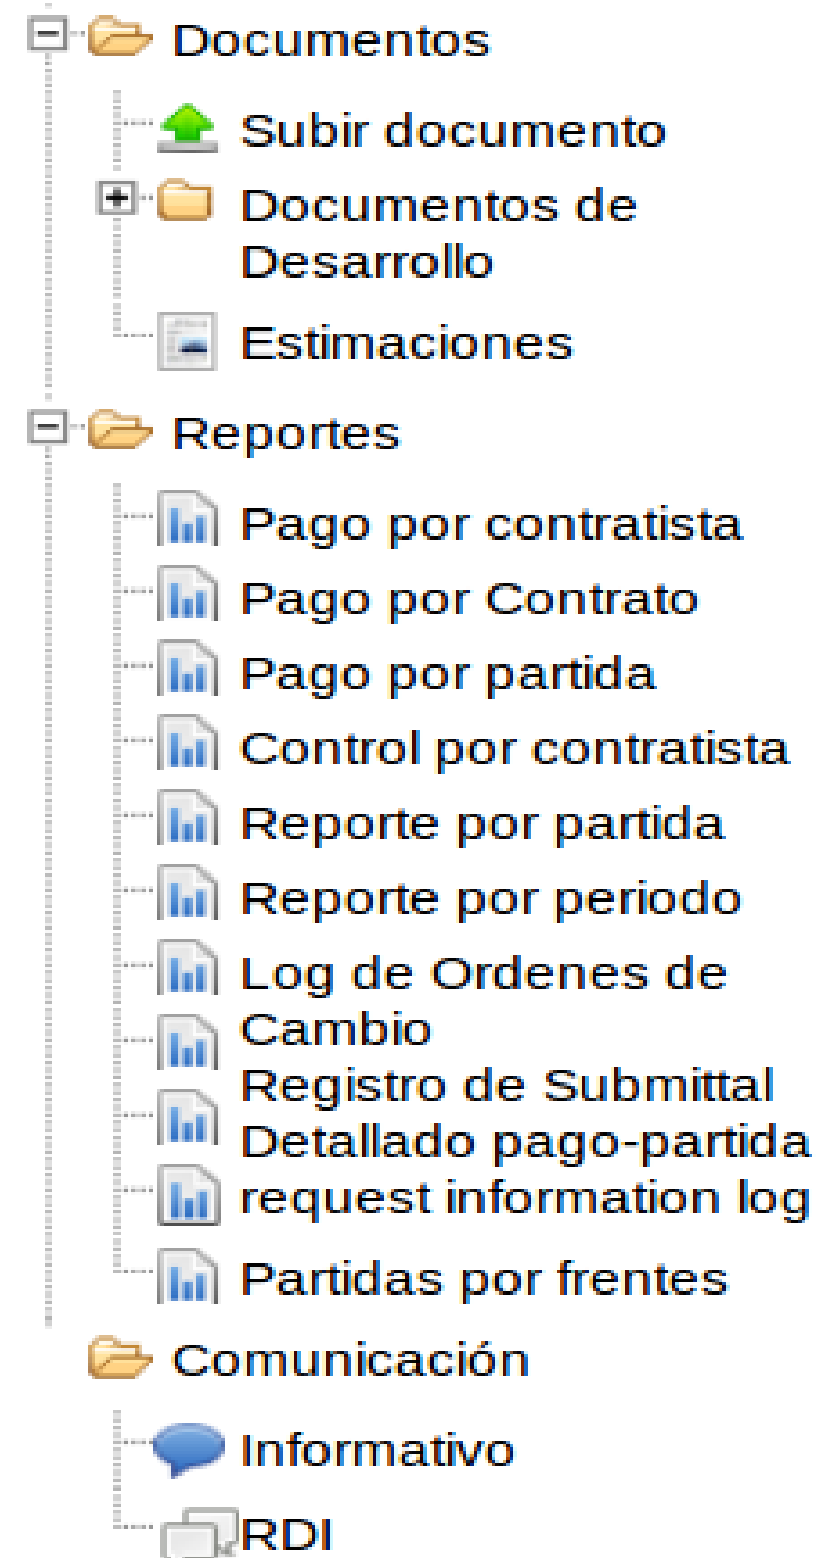 Documentos
Subir documento
Documentos de
Desarrollo
Estimaciones
Reportes
Pago por contratista
Pago por Contrato
Pago por partida
Control por contratista
Reporte por partida
Reporte por periodo
Log de Ordenes de
Cambio
Registro de Submittal
Detallado pago-partida
request information log
Partidas por frentes
Comunicación
Informativo
RDI